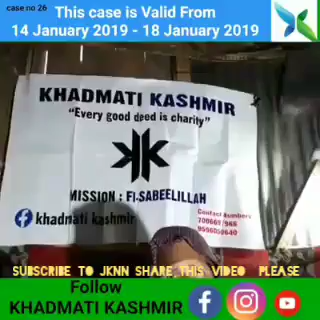 case no 26
This case is Valid From
14 January 2019 - 18 January 2019
KHADMATI KASHMIR
"Every good deed is charity"
MISSION : FI-SABEELILLAH
khadmati kashmir
Contact Numbers
SUBSCRIBE TO JKNN SHARE THIS VIDEO PLEASE
Follow
KHADMATI KASHMIR